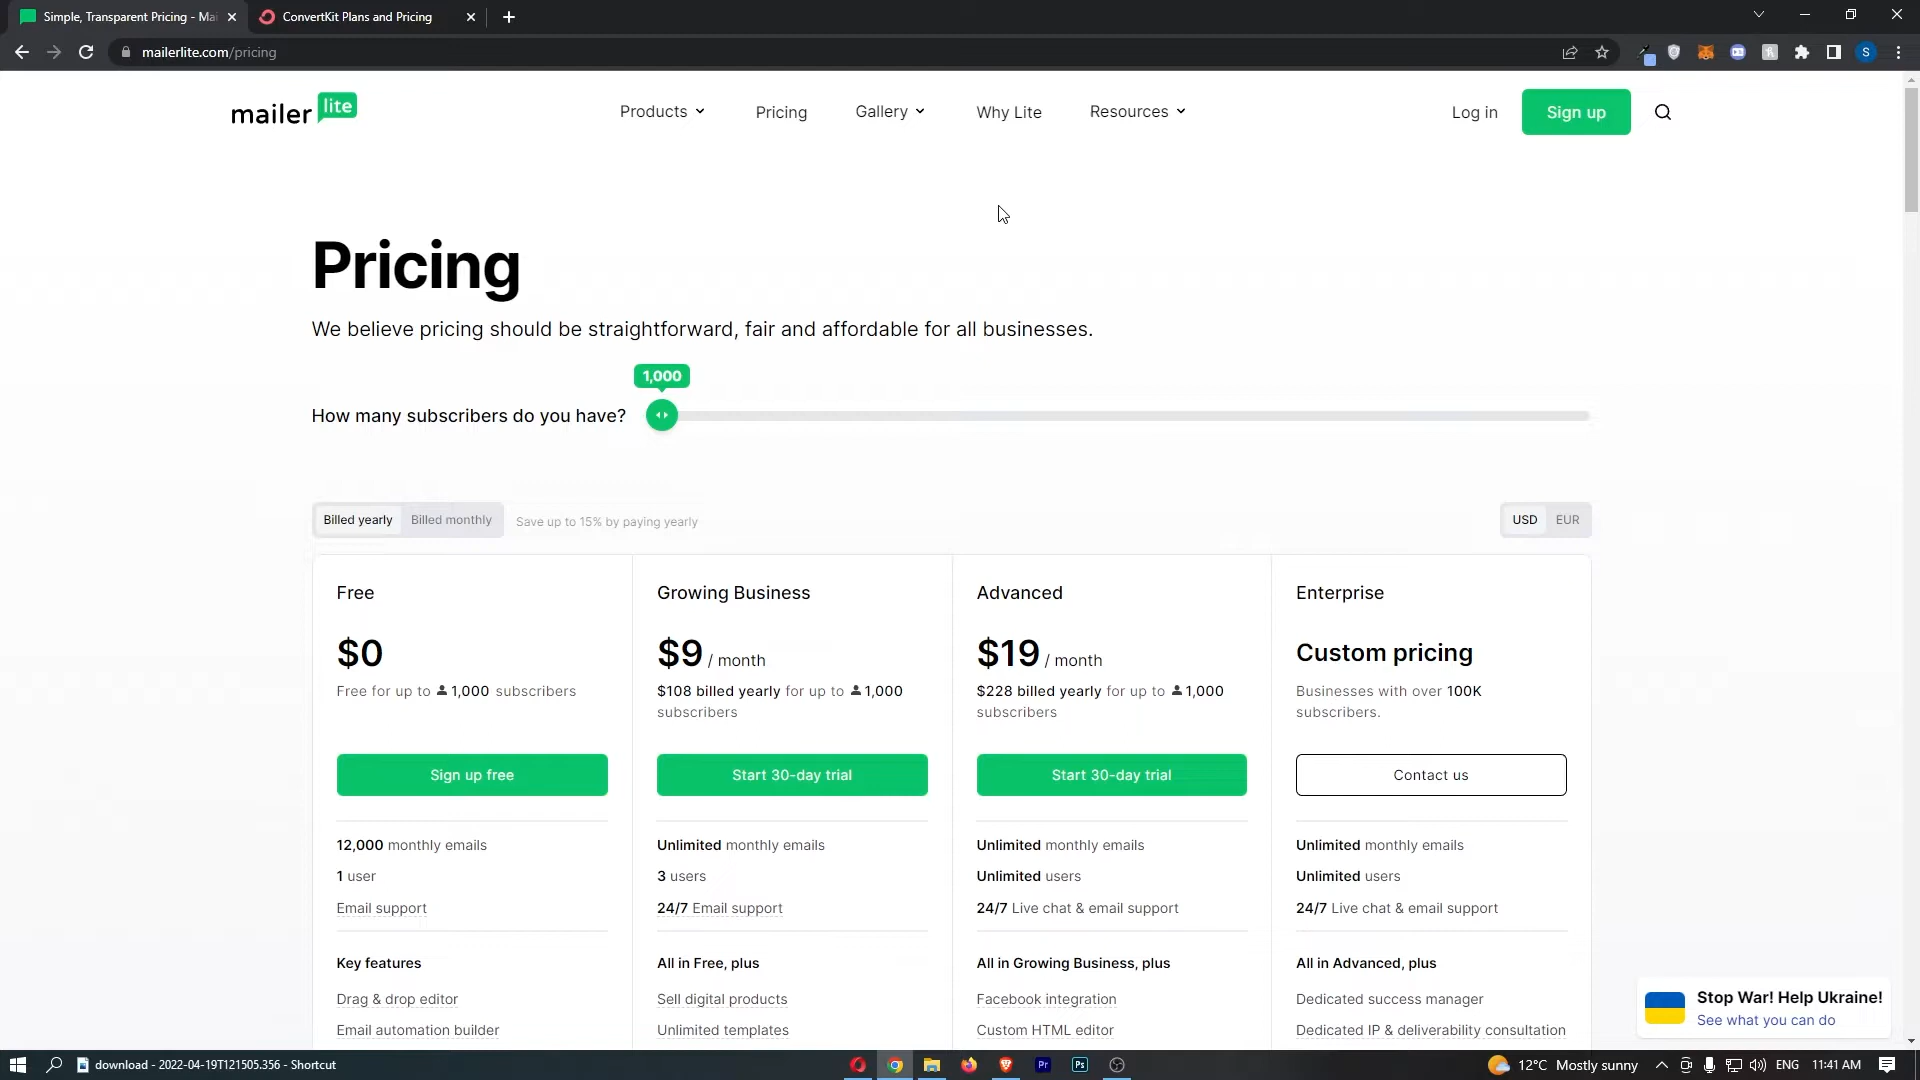 Simple, Transparent Pricing - Mai
ConvertKit Plans and Pricing
mailerlite.com/pricing
S
mailer lite
Products
Pricing
Gallery
Why Lite
Resources
Log in
Sign up
Pricing
We believe pricing should be straightforward, fair and affordable for all businesses.
1,000
How many subscribers do you have?
Billed yearly
Billed monthly
Save up to 15% by paying yearly
USD
EUR
Free
$0
Free for up to 1,000 subscribers
Sign up free
12,000 monthly emails
1 user
Email support
Key features
Drag & drop editor
Email automation builder
Growing Business
$9 / month
$108 billed yearly for up to 1,000
subscribers
Start 30-day trial
Unlimited monthly emails
3 users
24/7 Email support
All in Free, plus
Sell digital products
Unlimited templates
Advanced
$19 / month
$228 billed yearly for up to 1,000
subscribers
Start 30-day trial
Unlimited monthly emails
Unlimited users
24/7 Live chat & email support
All in Growing Business, plus
Facebook integration
Custom HTML editor
Enterprise
Custom pricing
Businesses with over 100K
subscribers.
Contact us
Unlimited monthly emails
Unlimited users
24/7 Live chat & email support
All in Advanced, plus
Dedicated success manager
Dedicated IP & deliverability consultation
Stop War! Help Ukraine!
See what you can do
download - 2022-04-19T121505.356 - Shortcut
Pr
Ps
12°C Mostly sunny
ENG
11:41 AM